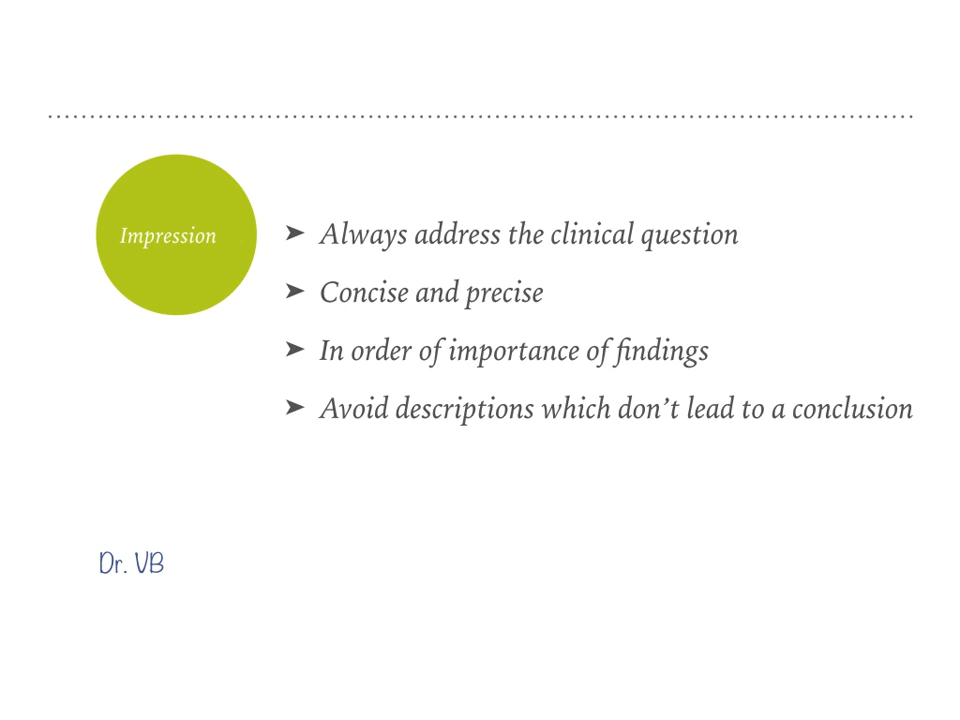 Impression
➤ Always address the clinical question
➤ Concise and precise
➤ In order of importance of findings
➤ Avoid descriptions which don’t lead to a conclusion
Dr. VB